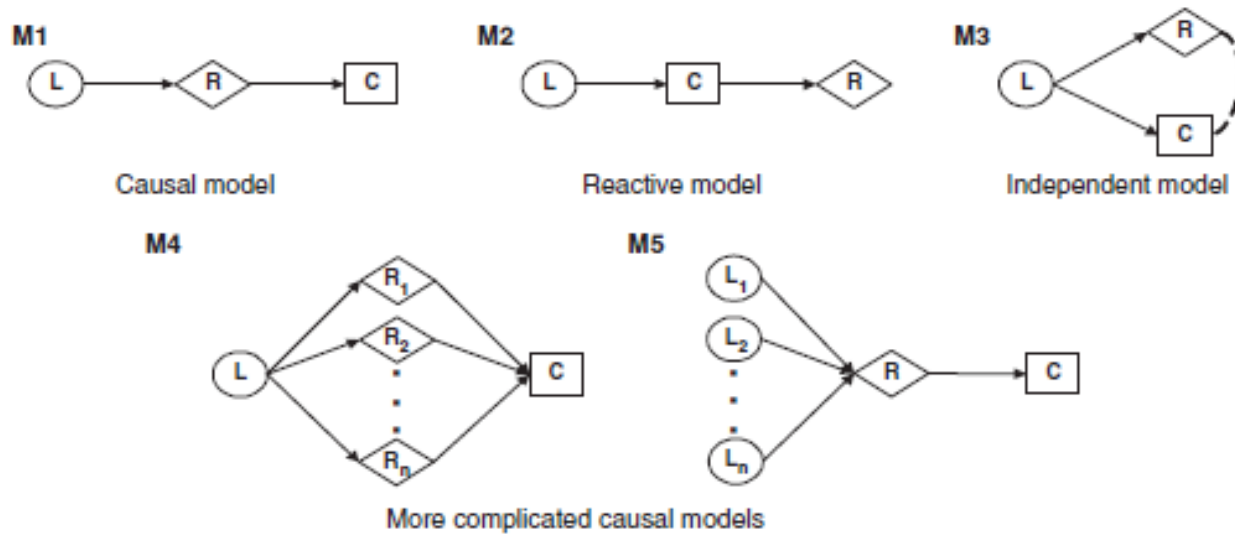 M1
L R C
Causal model
M2
L C R
Reactive model
M3
L R C
Independent model
M4
L R1 R2 Rn C
M5
L1 L2 Ln R C
More complicated causal models